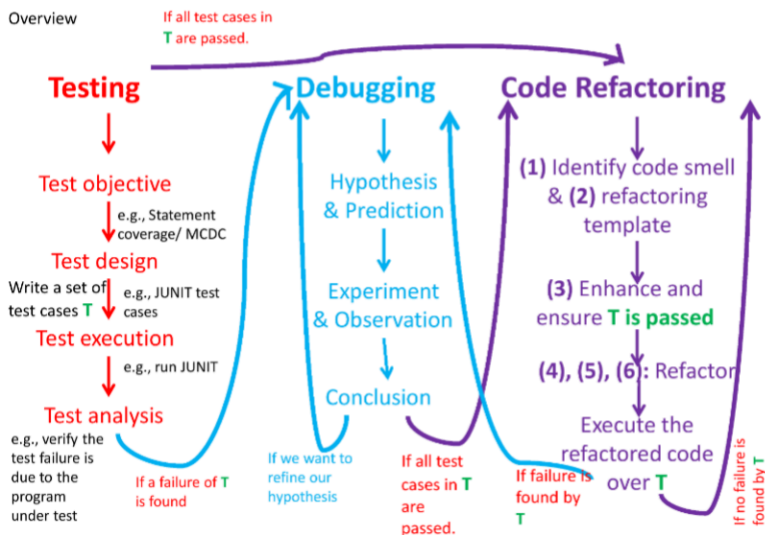 Overview
If all test cases in
T are passed.
Testing
Test objective
e.g., Statement
coverage/ MCDC
Test design
Write a set of
test cases T
e.g., JUNIT test
cases
Test execution
e.g., run JUNIT
Test analysis
e.g., verify the
test failure is
due to the
program
under test
If a failure of T
is found
Debugging
Hypothesis
& Prediction
Experiment
& Observation
Conclusion
If we want to
refine our
hypothesis
If all test
cases in T
are
passed.
Code Refactoring
(1) Identify code smell
& (2) refactoring
template
(3) Enhance and
ensure T is passed
(4), (5), (6): Refactor
Execute the
refactored code
over T
If failure is
found by
T
If no failure is
found by T